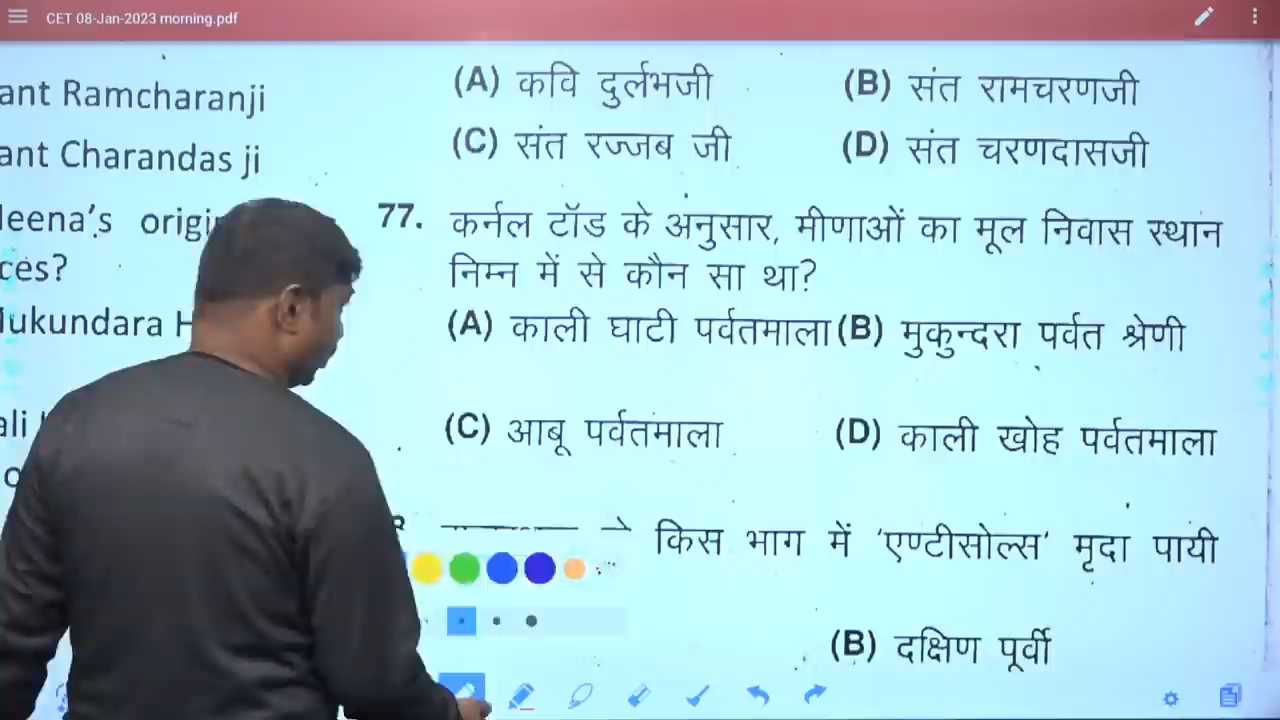 CET 08-Jan-2023 morning.pdf
ant Ramcharanji
(A) कवि दुर्लभजी (B) संत रामचरणजी
ant Charandas ji
(C) संत रज्जब जी (D) संत चरणदासजी
77. कर्नल टॉड के अनुसार, मीणाओं का मूल निवास स्थान
निम्न में से कौन सा था?
(A) काली घाटी पर्वतमाला (B) मुकुन्दरा पर्वत श्रेणी
(C) आबू पर्वतमाला (D) काली खोह पर्वतमाला
किस भाग में 'एण्टीसोल्स' मृदा पायी
(B) दक्षिण पूर्वी